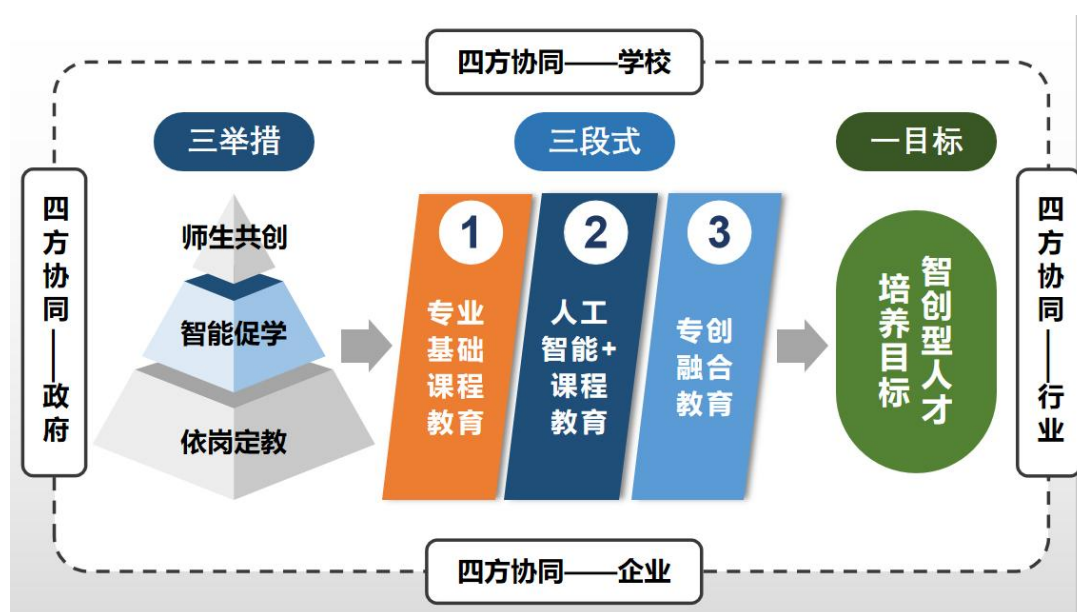 四方协同——学校
三举措
三段式
一目标
四方协同——政府
师生共创
智能促学
依岗定教
1
专业
基础
课程
教育
2
人工
智能+
课程
教育
3
专创
融合
教育
智创型人才
培养目标
四方协同——行业
四方协同——企业